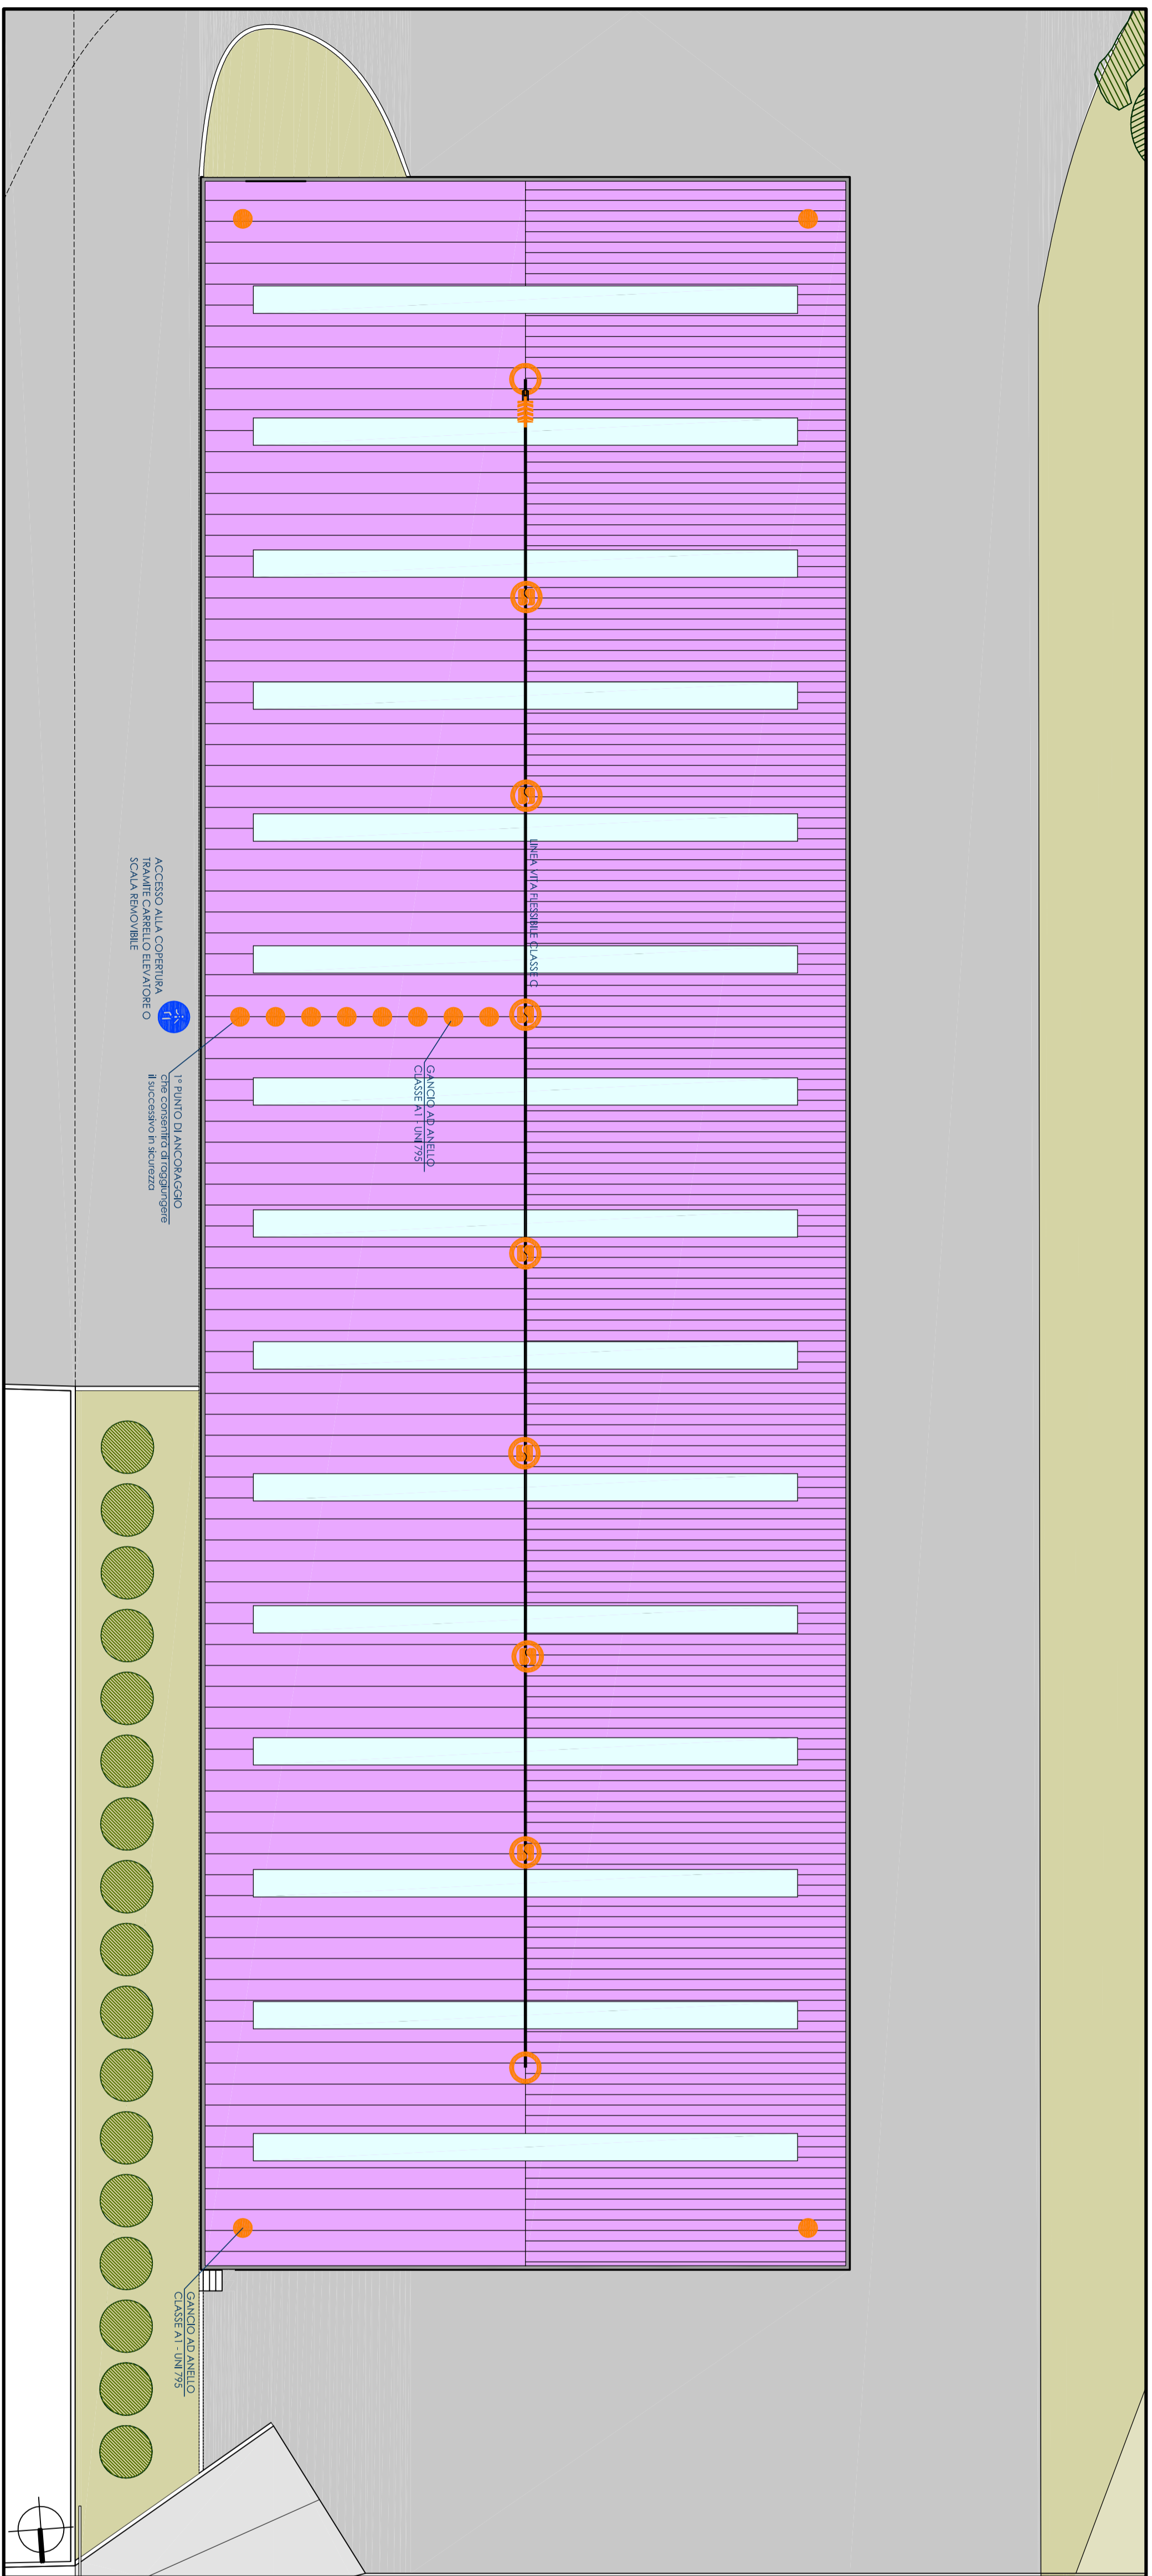 LINEA VITA FLESSIBILE CLASSE C
ACCESSO ALLA COPERTURA
TRAMITE CARRELLO ELEVATORE O
SCALA REMOVIBILE
GANCIO AD ANELLO
CLASSE A1 - UNI 795
1° PUNTO DI ANCORAGGIO
che consentirà di raggiungere
il successivo in sicurezza
GANCIO AD ANELLO
CLASSE A1 - UNI 795